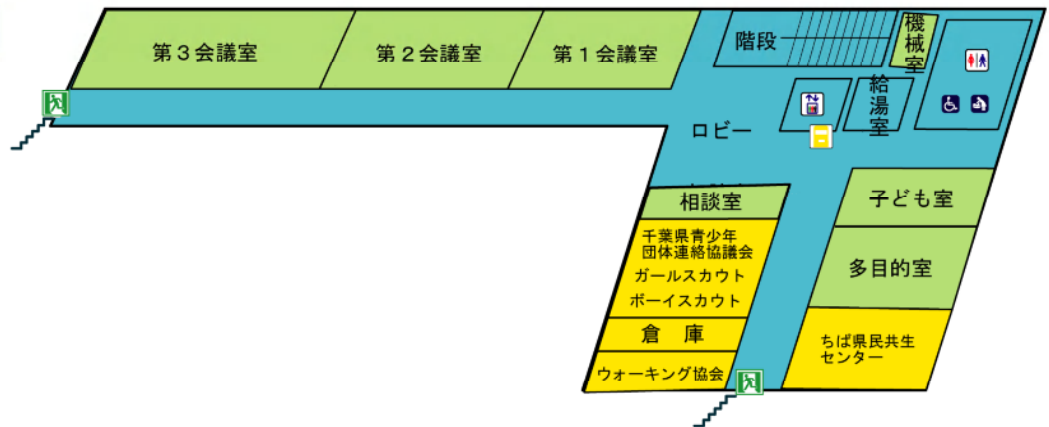 第３会議室
第２会議室
第１会議室
階段
機械室
給湯室
ロビー
相談室
子ども室
千葉県青少年
団体連絡協議会
ガールスカウト
ボーイスカウト
多目的室
倉　庫
ちば県民共生
センター
ウォーキング協会